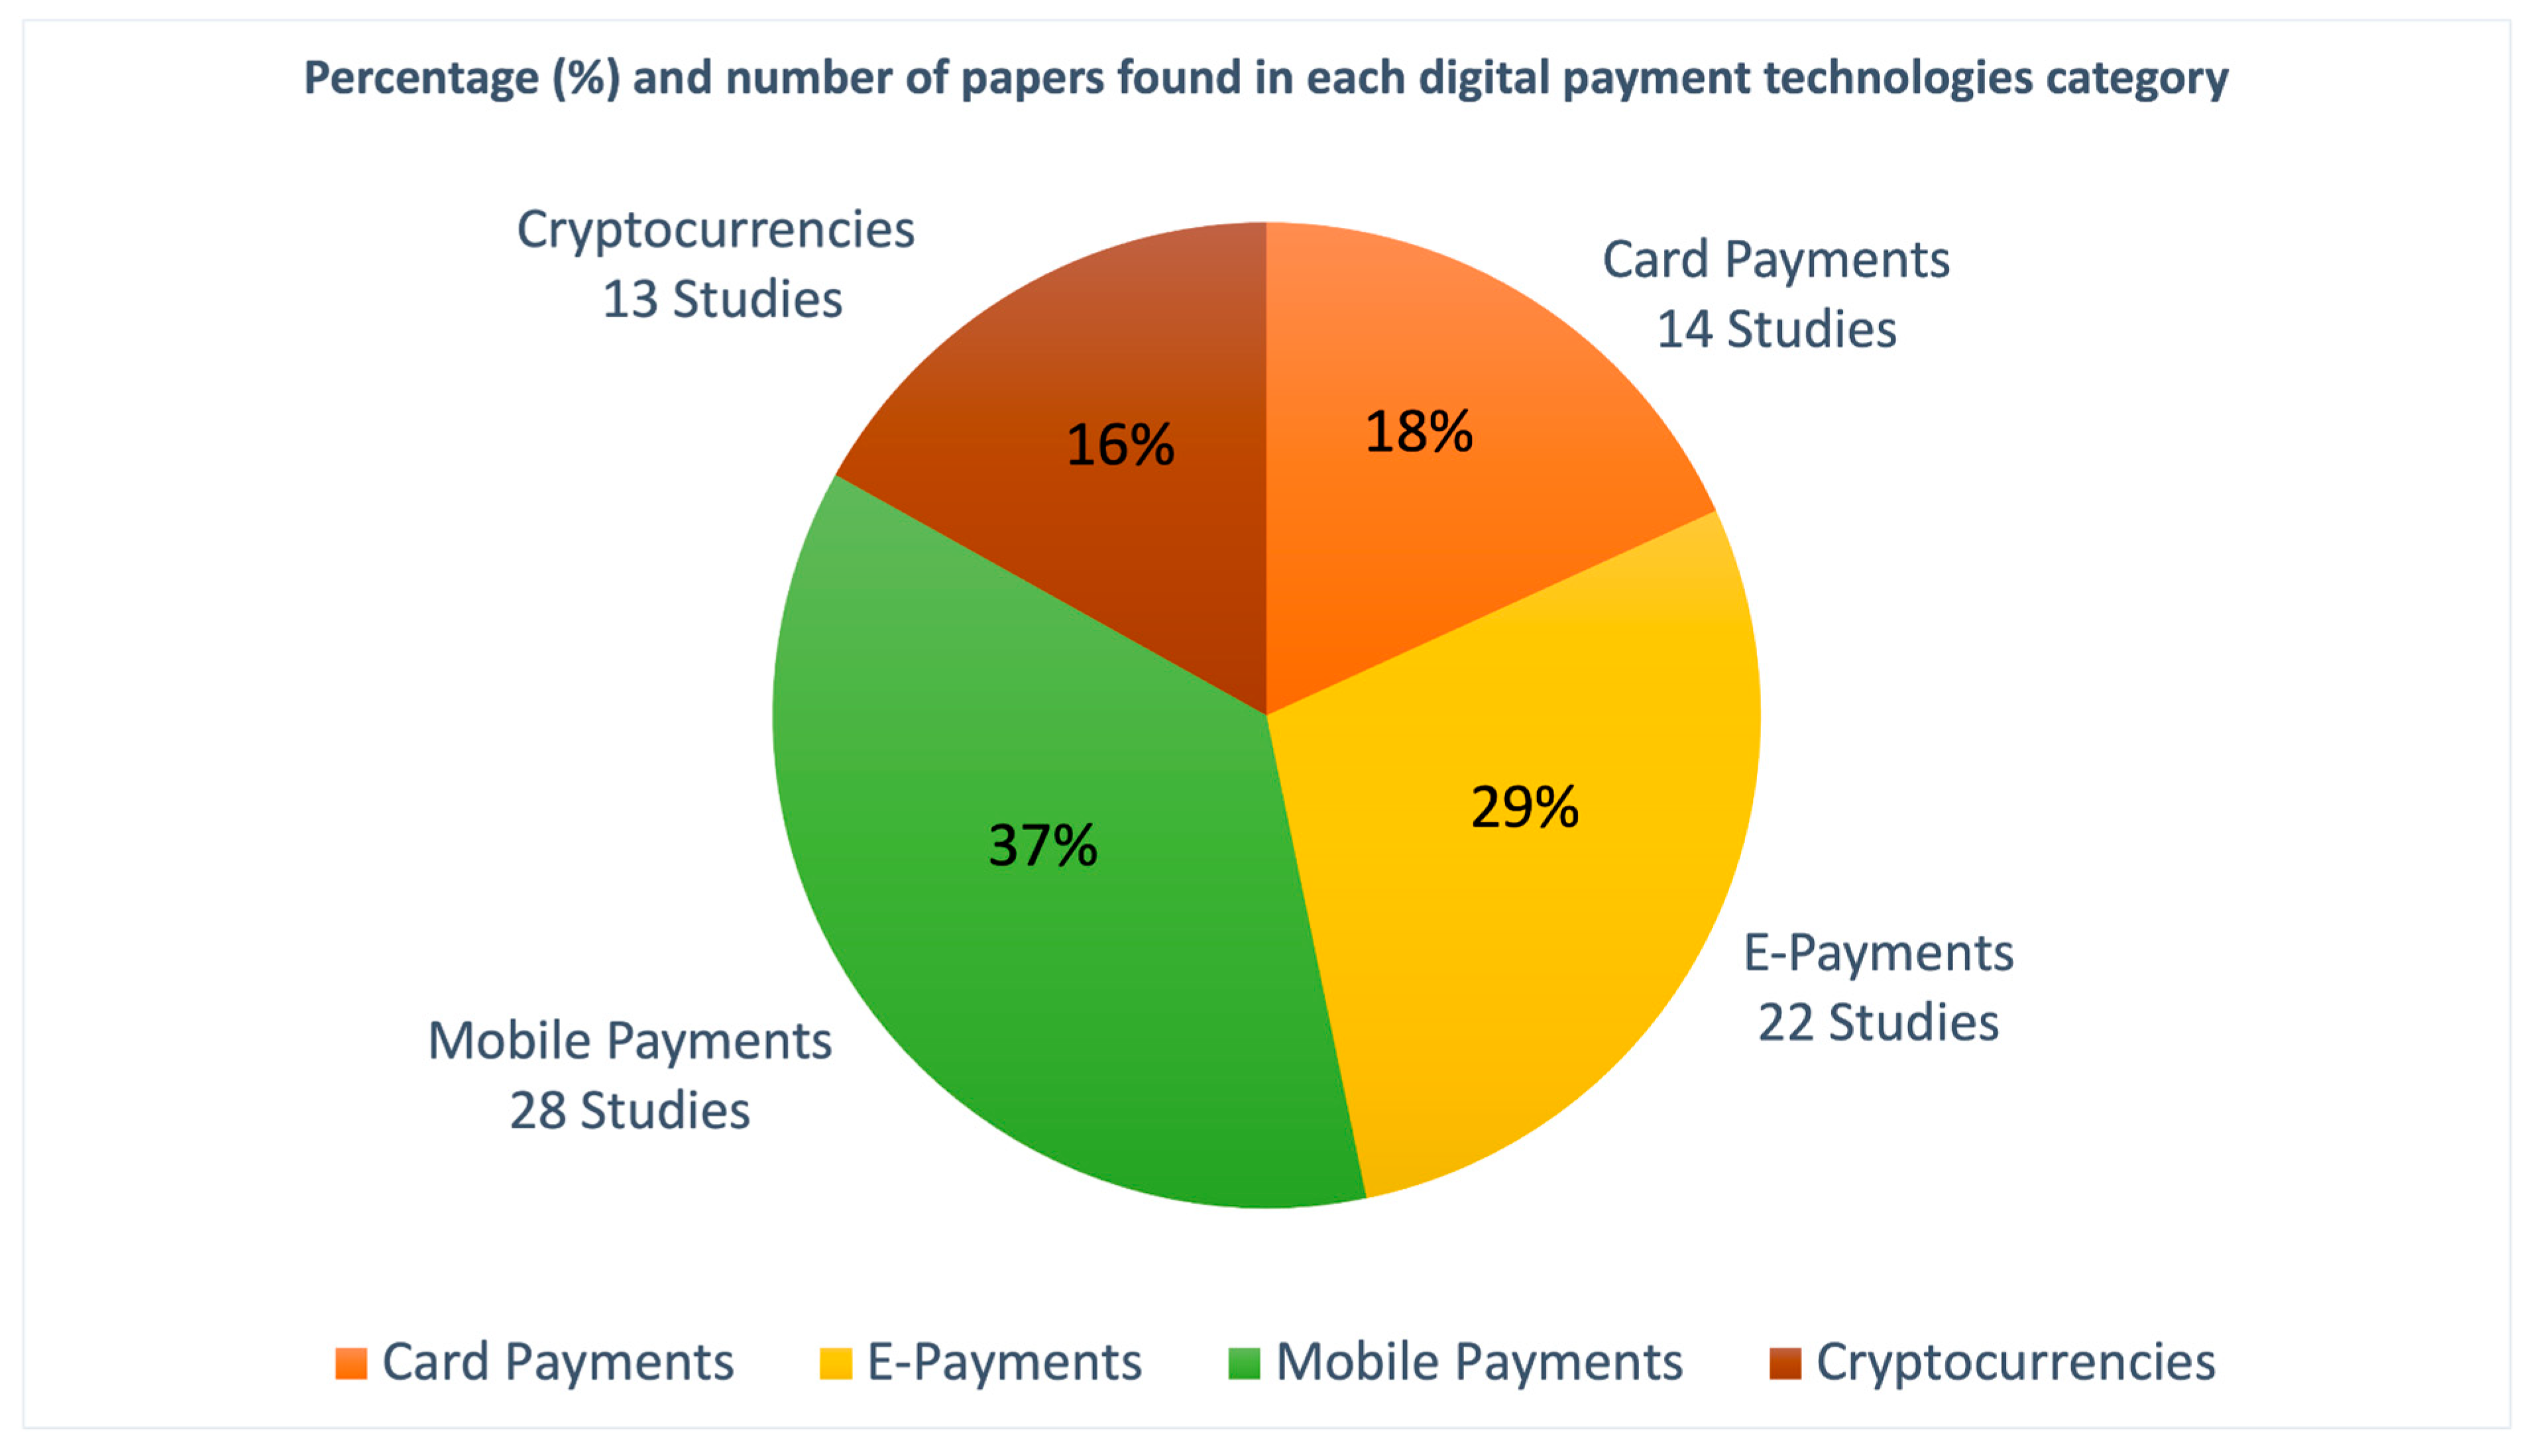 Percentage (%) and number of papers found in each digital payment technologies category
Cryptocurrencies
13 Studies
Card Payments
14 Studies
16%
18%
37%
29%
E-Payments
22 Studies
Mobile Payments
28 Studies
Card Payments
E-Payments
Mobile Payments
Cryptocurrencies